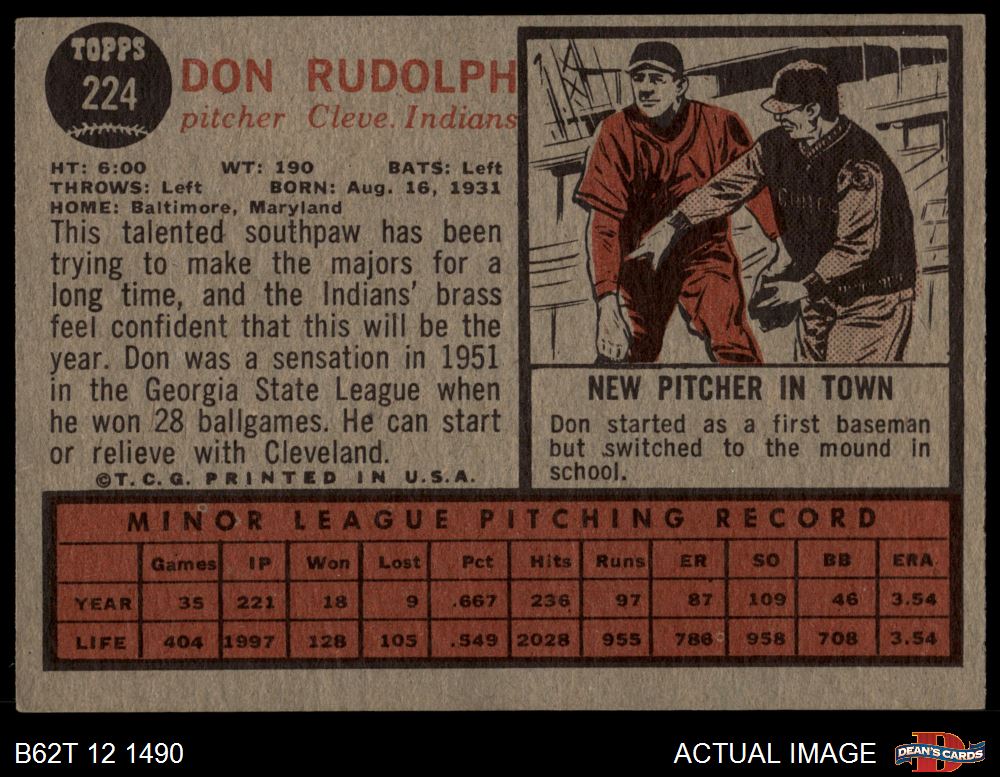 TOPPS
224
DON RUDOLPH
pitcher Cleve. Indians
HT: 6:00 WT: 190 BATS: Left
THROWS: Left BORN: Aug. 16, 1931
HOME: Baltimore, Maryland
This talented southpaw has been
trying to make the majors for a
long time, and the Indians' brass
feel confident that this will be the
year. Don was a sensation in 1951
in the Georgia State League when
he won 28 ballgames. He can start
or relieve with Cleveland.
©T. C. G. PRINTED IN U.S.A.
NEW PITCHER IN TOWN
Don started as a first baseman
but switched to the mound in
school.
MINOR LEAGUE PITCHING RECORD
Games IP Won Lost Pct Hits Runs ER SO BB ERA
YEAR 35 221 18 9 .667 236 97 87 109 46 3.54
LIFE 404 1997 128 105 .549 2028 955 786 958 708 3.54
B62T 12 1490
ACTUAL IMAGE
D
DEAN'S CARDS